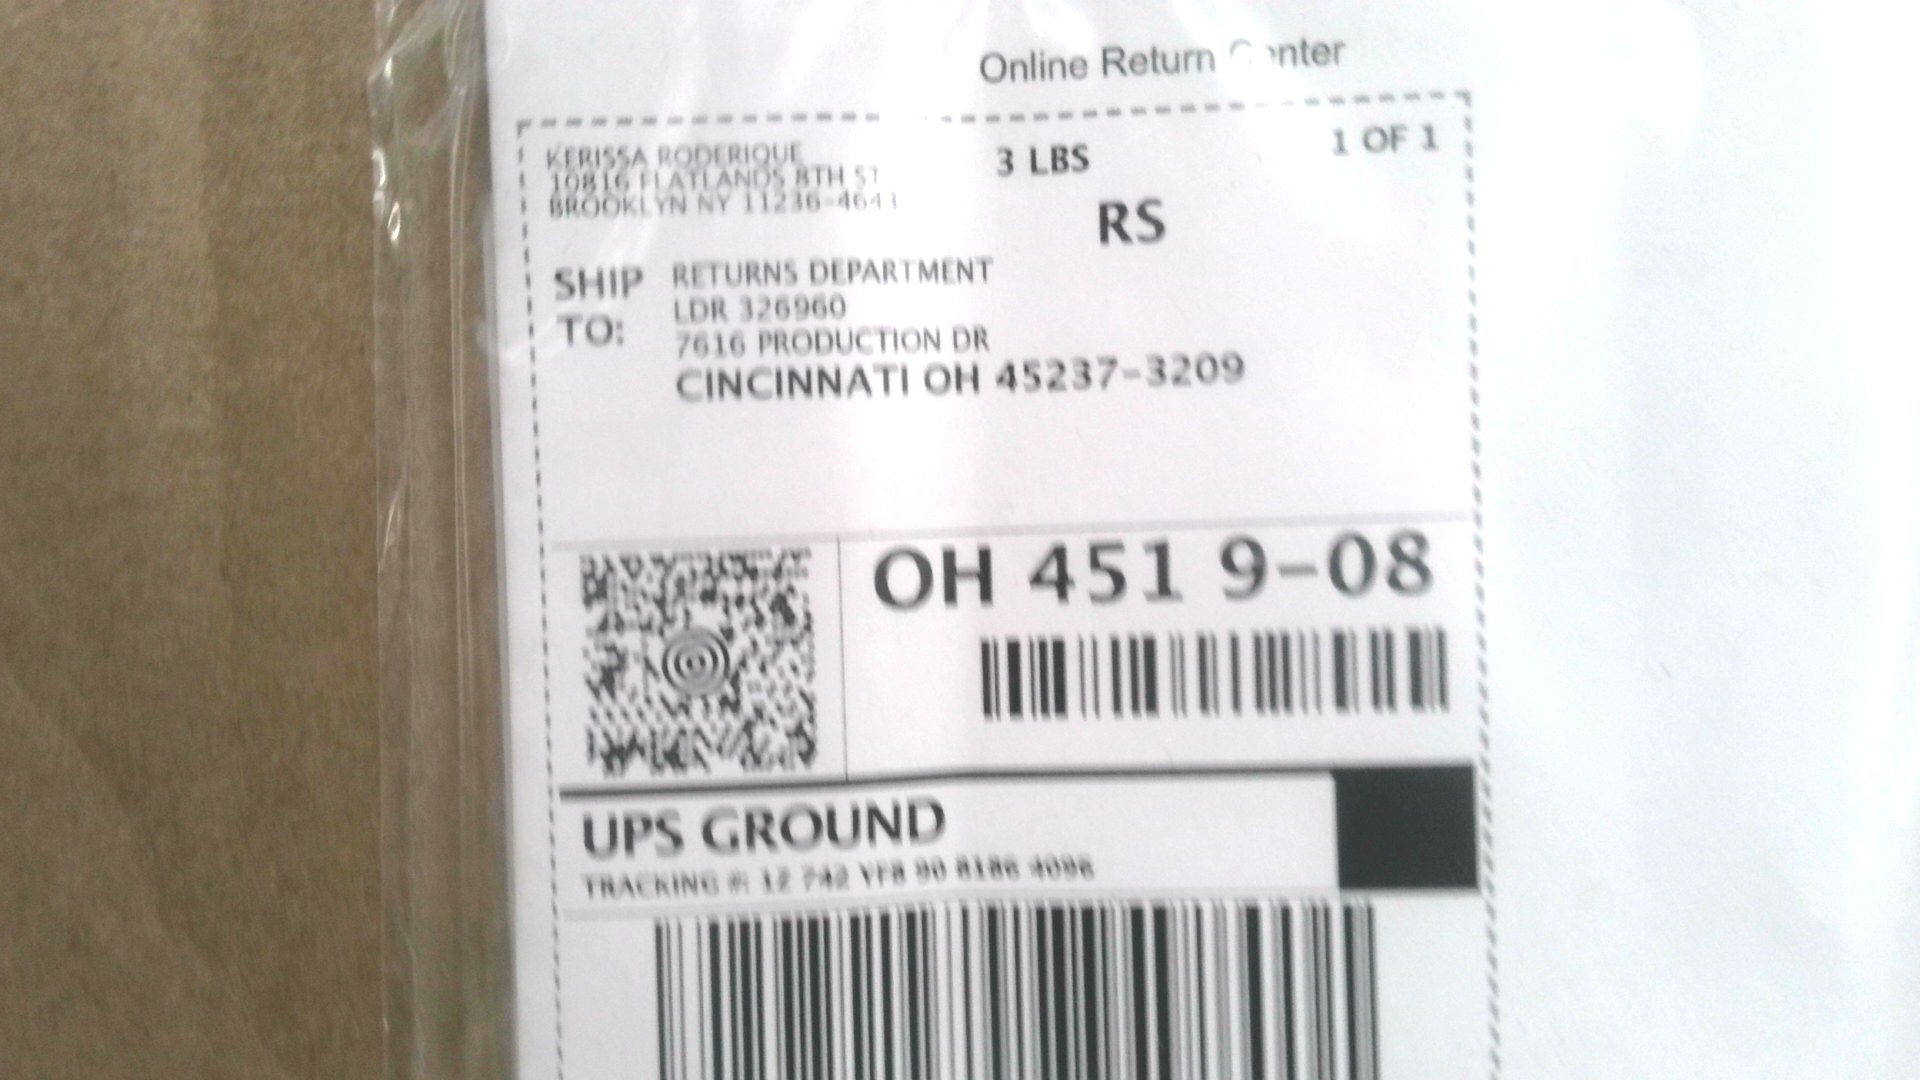 Online Return
3 LBS
1 OF 1
KERISSA RODERIQUE
10816 FLATLANDS 8TH ST
BROOKLYN NY
RS
SHIP TO:
RETURNS DEPARTMENT
LDR 326960
7616 PRODUCTION DR
CINCINNATI OH 45237-3209
OH 451 9-08
UPS GROUND
TRACKING #: